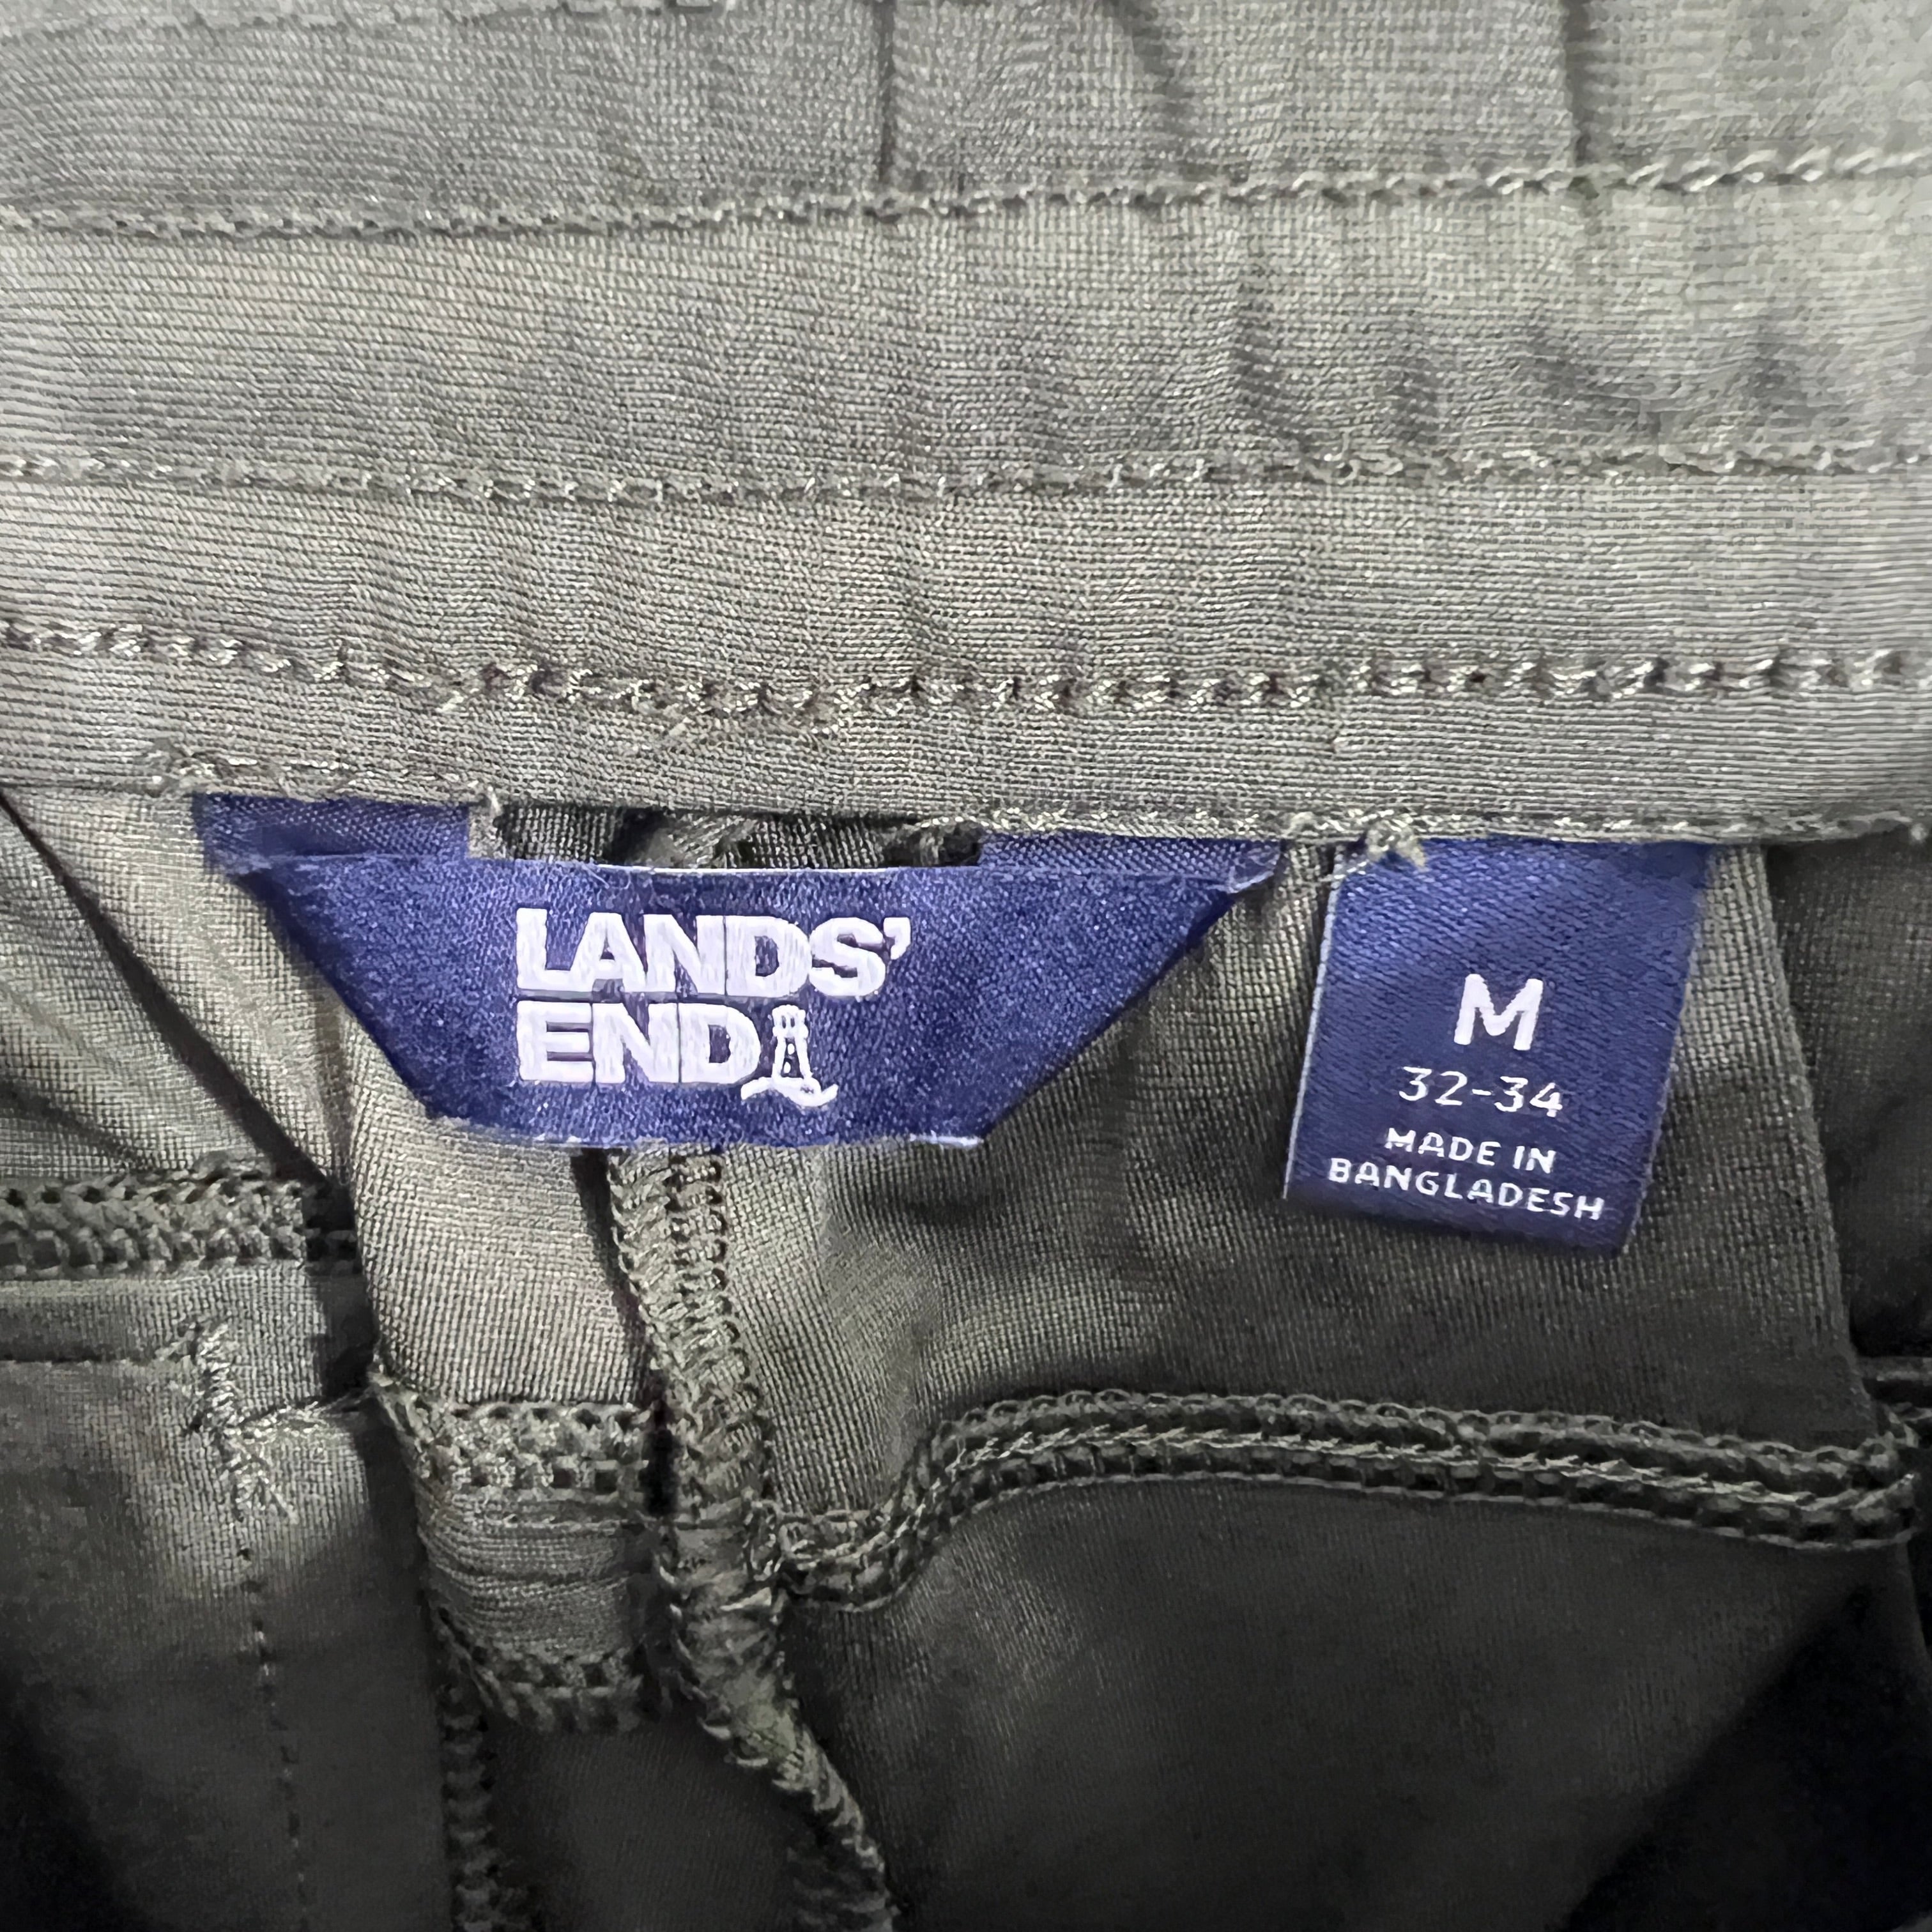 LANDS'
END
M
32-34
MADE IN
BANGLADESH